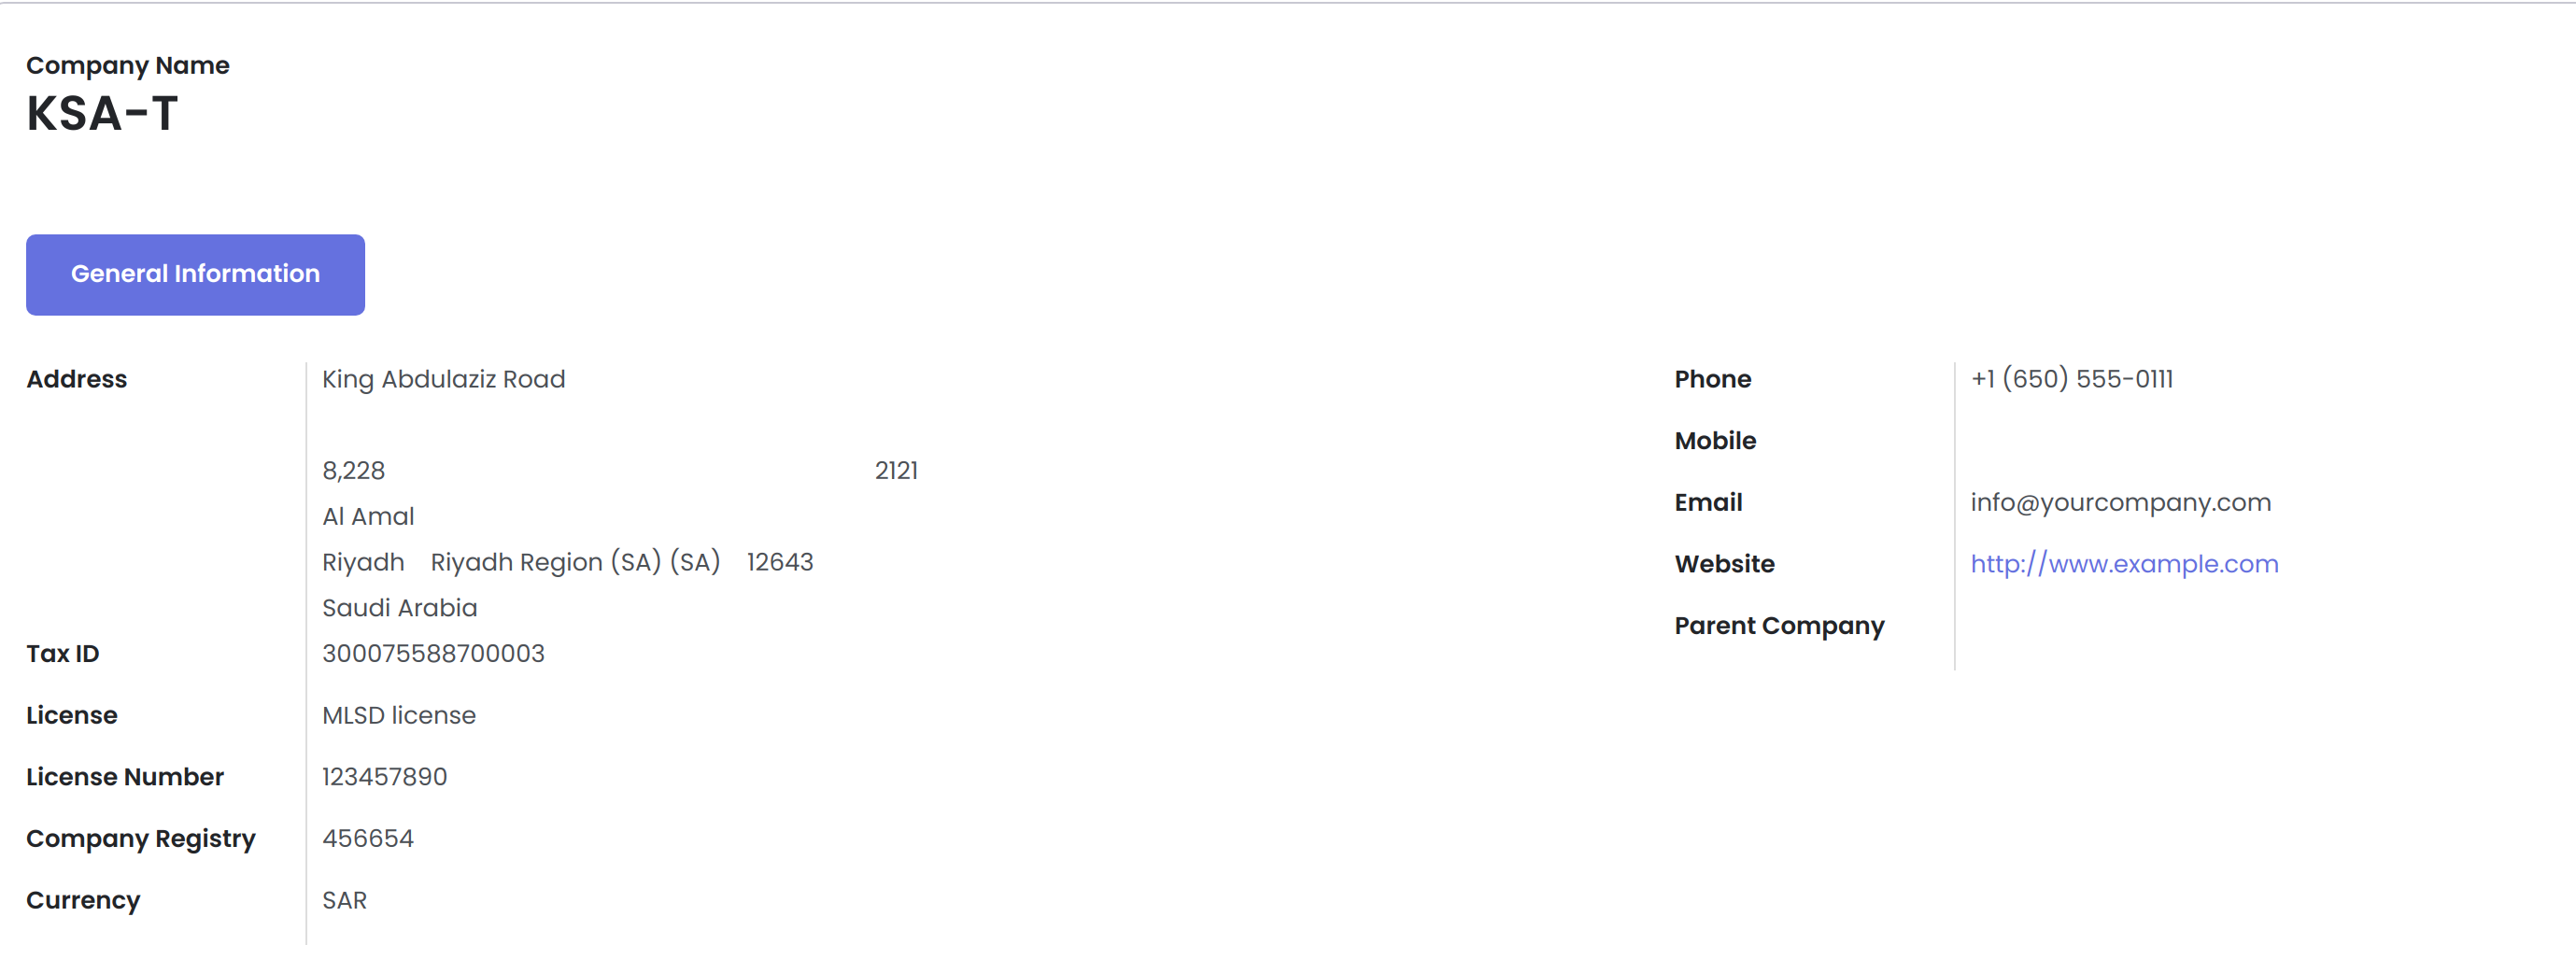 Company Name
KSA-T
General Information
Address King Abdulaziz Road
8,228 2121
Al Amal
Riyadh Riyadh Region (SA) (SA) 12643
Saudi Arabia
Tax ID 300075588700003
License MLSD license
License Number 123457890
Company Registry 456654
Currency SAR
Phone +1 (650) 555-0111
Mobile
Email info@yourcompany.com
Website http://www.example.com
Parent Company